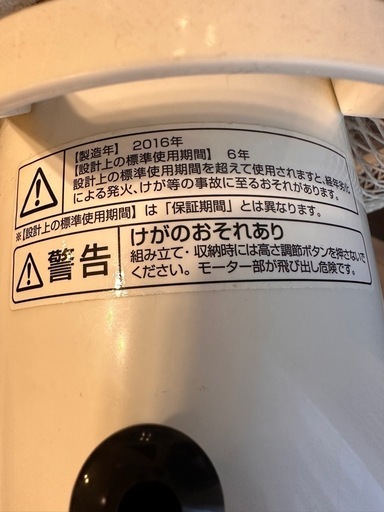 【製造年】 2016年
【設計上の標準使用期間】 6年
設計上の標準使用期間を超えて使用されますと、経年劣化
による発火、けが等の事故に至るおそれがあります。
※【設計上の標準使用期間】は「保証期間」とは異なります。
警告
けがのおそれあり
組み立て・収納時には高さ調節ボタンを押さないで
ください。モーター部が飛び出し危険です。